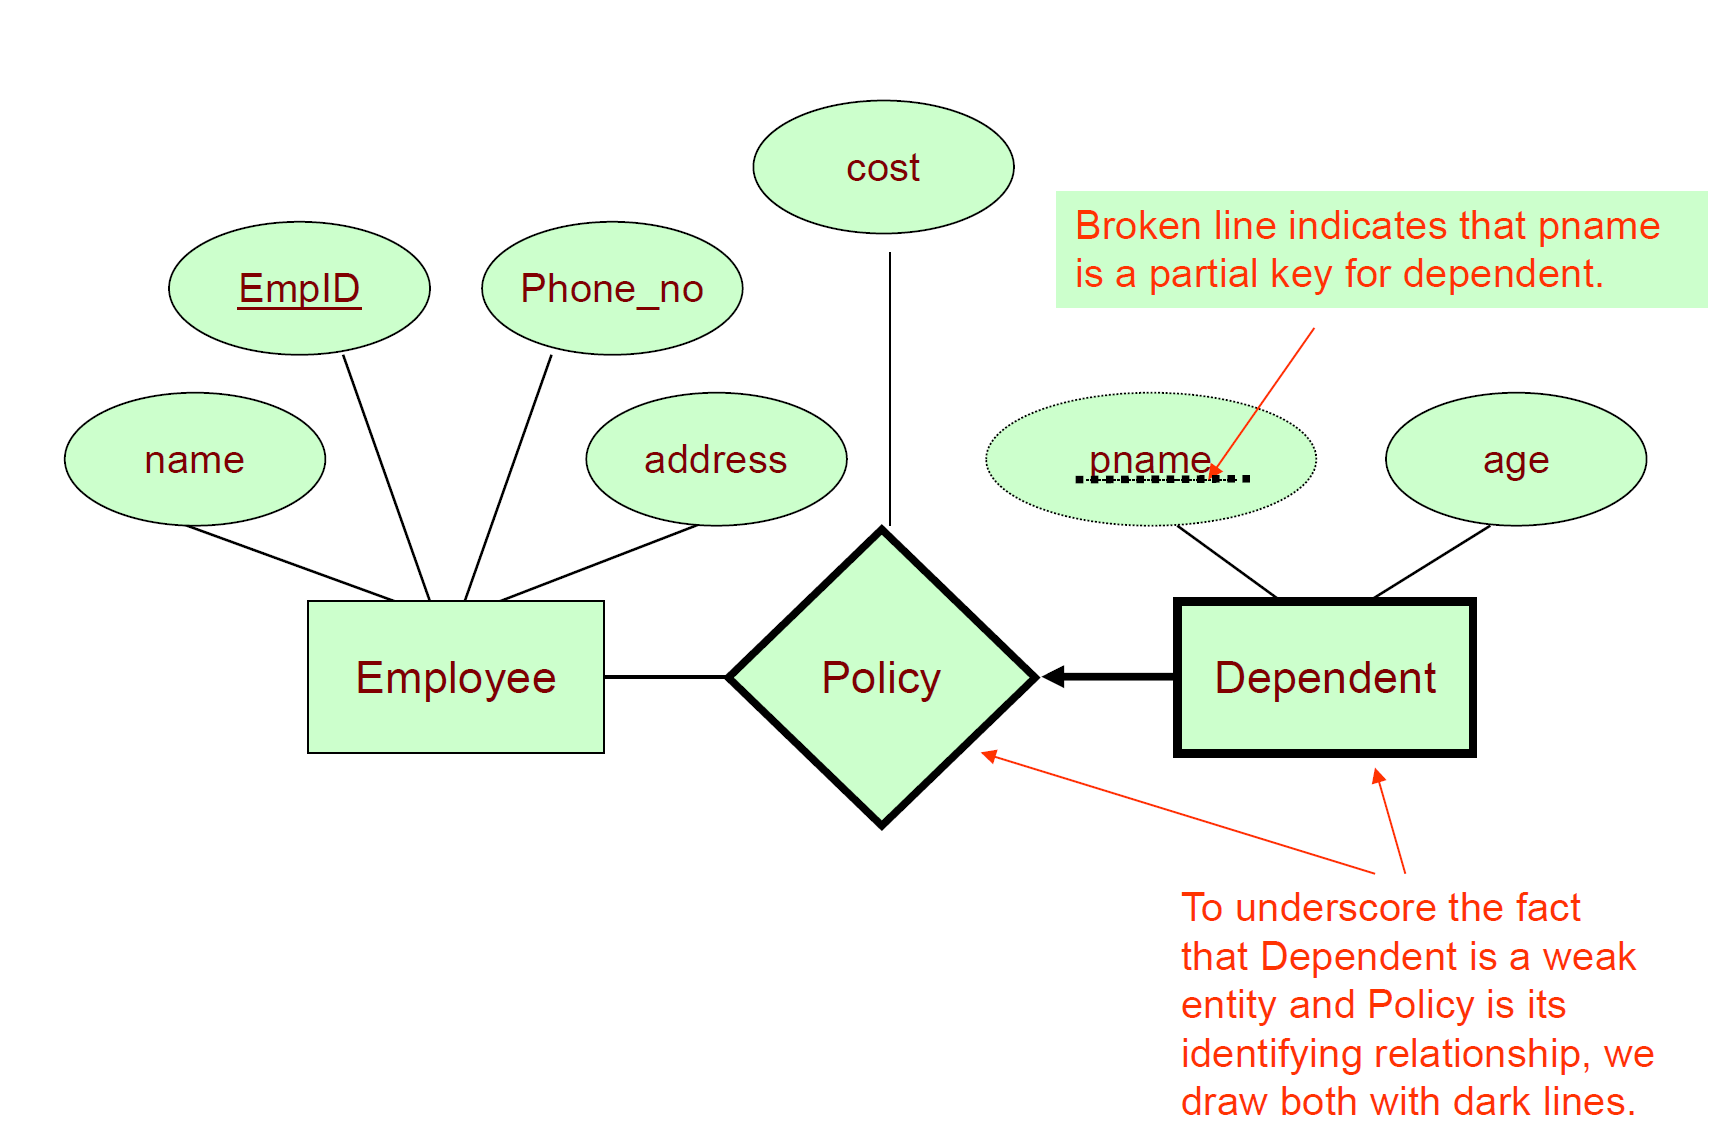 cost
Broken line indicates that pname
is a partial key for dependent.
EmpID
Phone_no
name
address
pname
age
Employee
Policy
Dependent
To underscore the fact
that Dependent is a weak
entity and Policy is its
identifying relationship, we
draw both with dark lines.